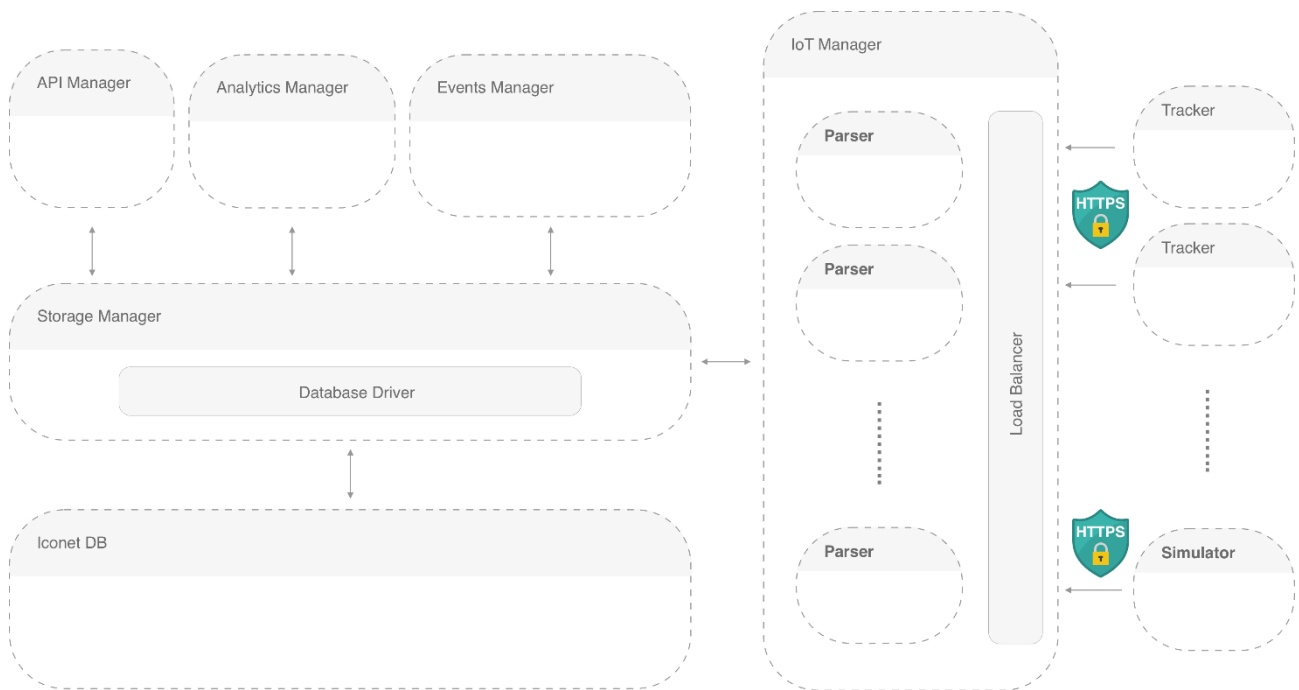 API Manager
Analytics Manager
Events Manager
Storage Manager
Database Driver
Iconet DB
IoT Manager
Parser
Parser
Parser
Load Balancer
HTTPS
HTTPS
Tracker
Tracker
Simulator